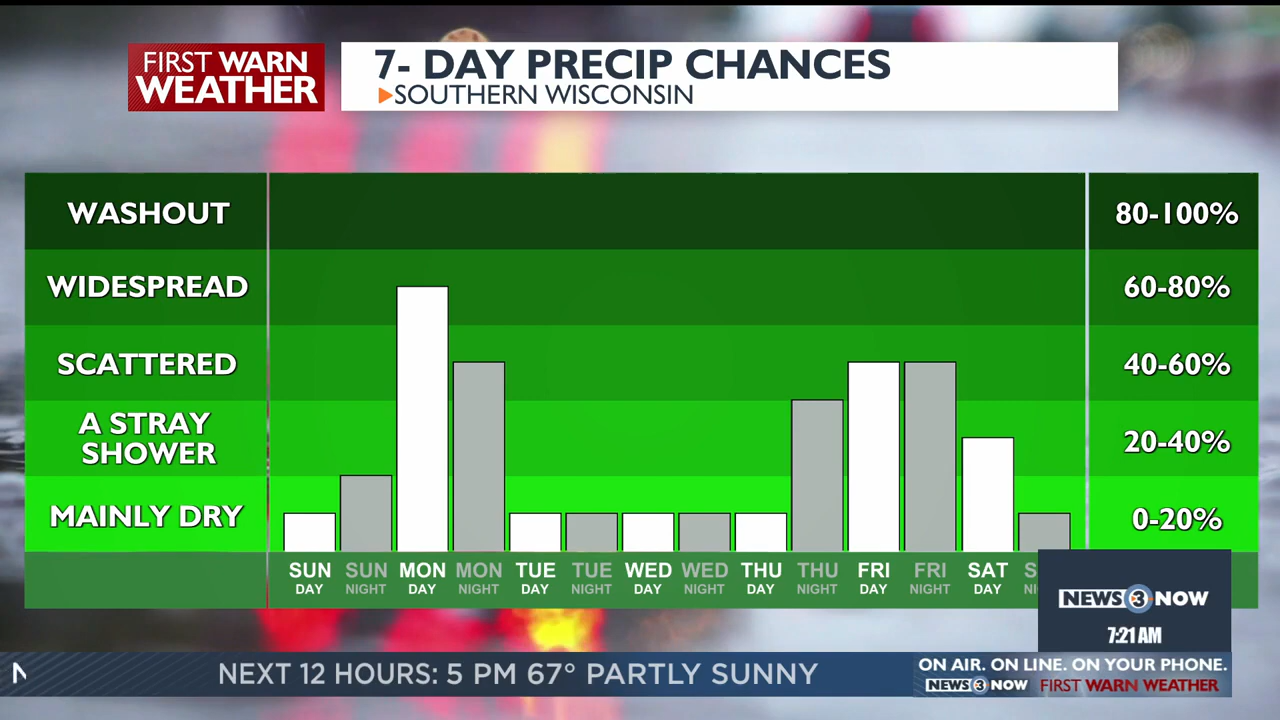 FIRST WARN
WEATHER
7- DAY PRECIP CHANCES
SOUTHERN WISCONSIN
WASHOUT
80-100%
WIDESPREAD
60-80%
SCATTERED
40-60%
A STRAY
SHOWER
20-40%
MAINLY DRY
0-20%
SUN SUN MON MON TUE TUE WED WED THU THU FRI FRI SAT
DAY NIGHT DAY NIGHT DAY NIGHT DAY NIGHT DAY NIGHT DAY NIGHT DAY
NEWS 3 NOW
7:21 AM
NEXT 12 HOURS: 5 PM 67° PARTLY SUNNY
ON AIR. ON LINE. ON YOUR PHONE.
NEWS 3 NOW FIRST WARN WEATHER